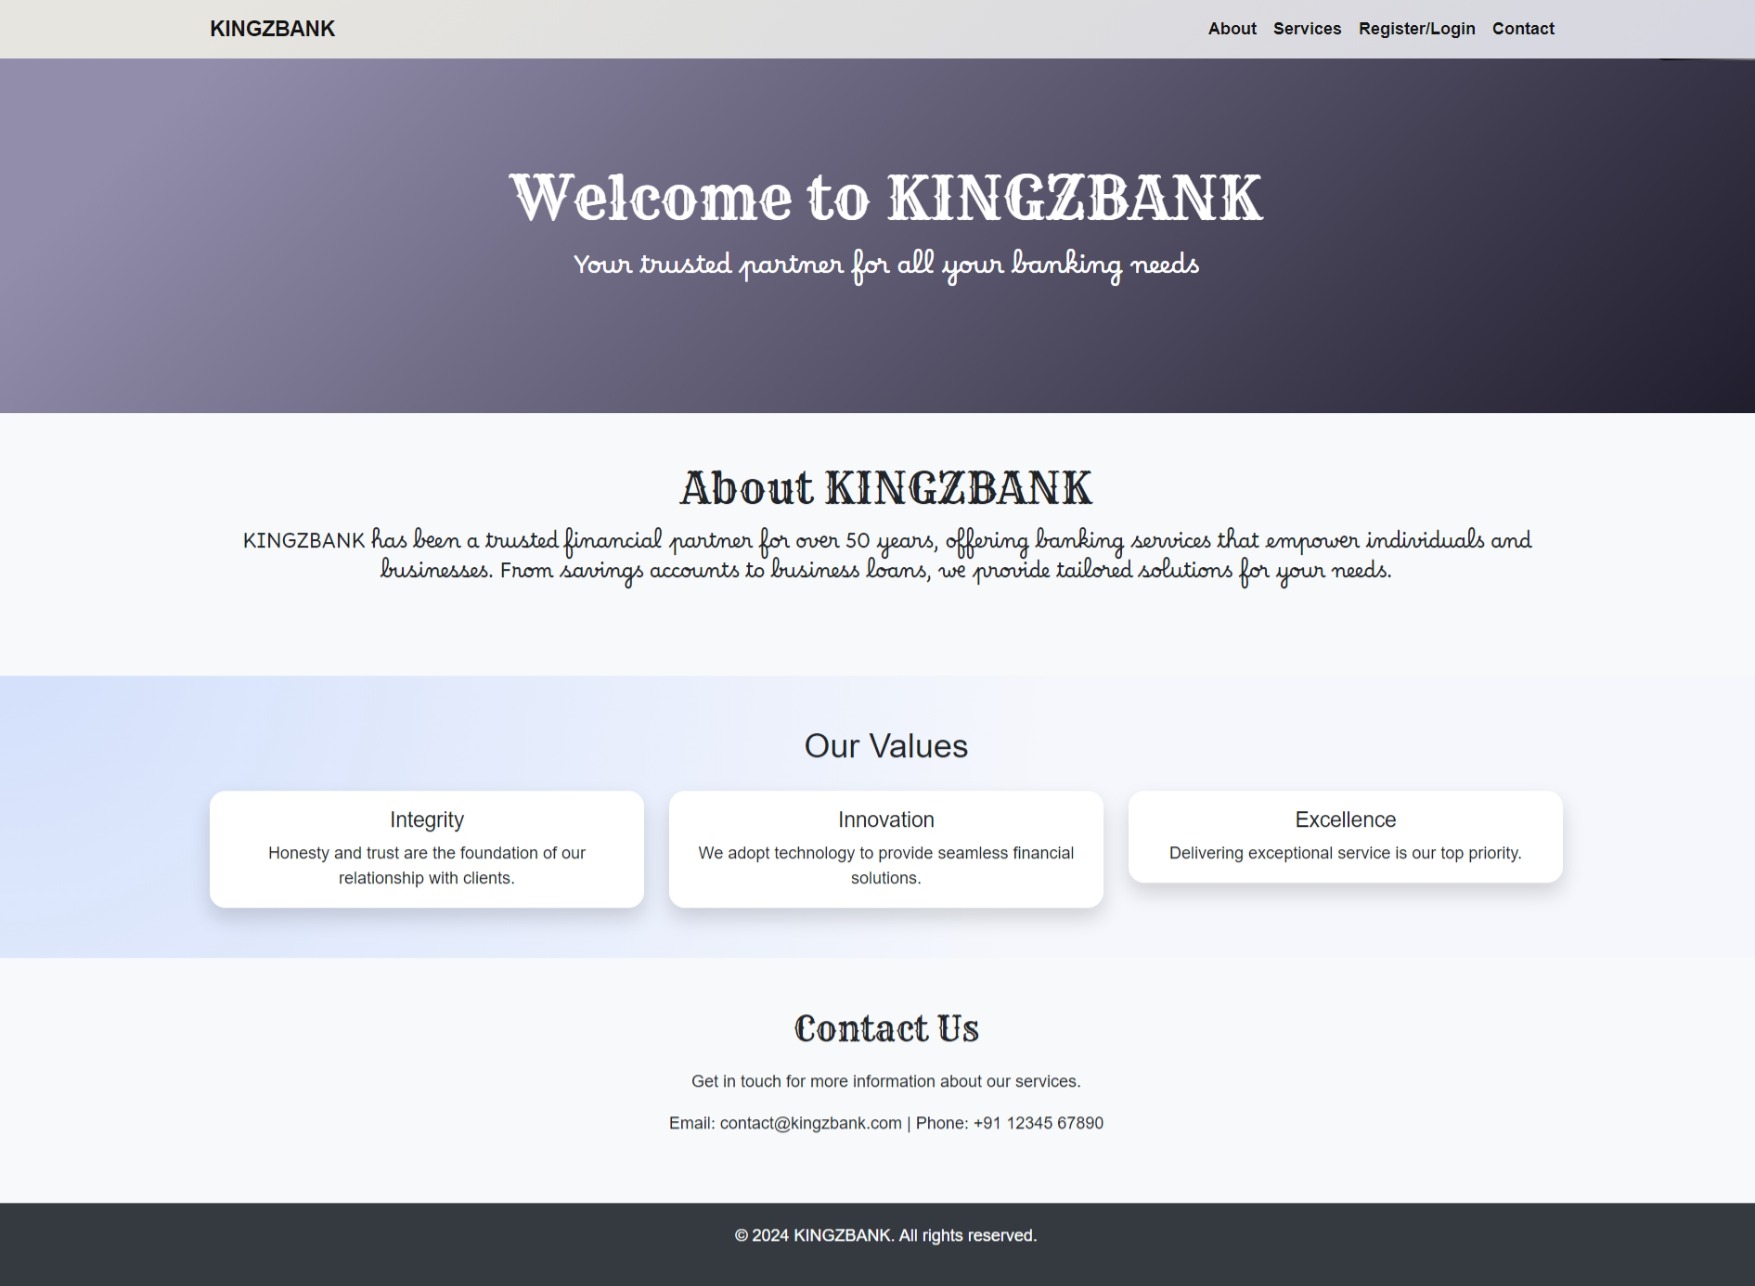 KINGZBANK
About Services Register/Login Contact
Welcome to KINGZBANK
Your trusted partner for all your banking needs
About KINGZBANK
KINGZBANK has been a trusted financial partner for over 50 years, offering banking services that empower individuals and
businesses. From savings accounts to business loans, we provide tailored solutions for your needs.
Our Values
Integrity
Honesty and trust are the foundation of our
relationship with clients.
Innovation
We adopt technology to provide seamless financial
solutions.
Excellence
Delivering exceptional service is our top priority.
Contact Us
Get in touch for more information about our services.
Email: contact@kingzbank.com | Phone: +91 12345 67890
© 2024 KINGZBANK. All rights reserved.